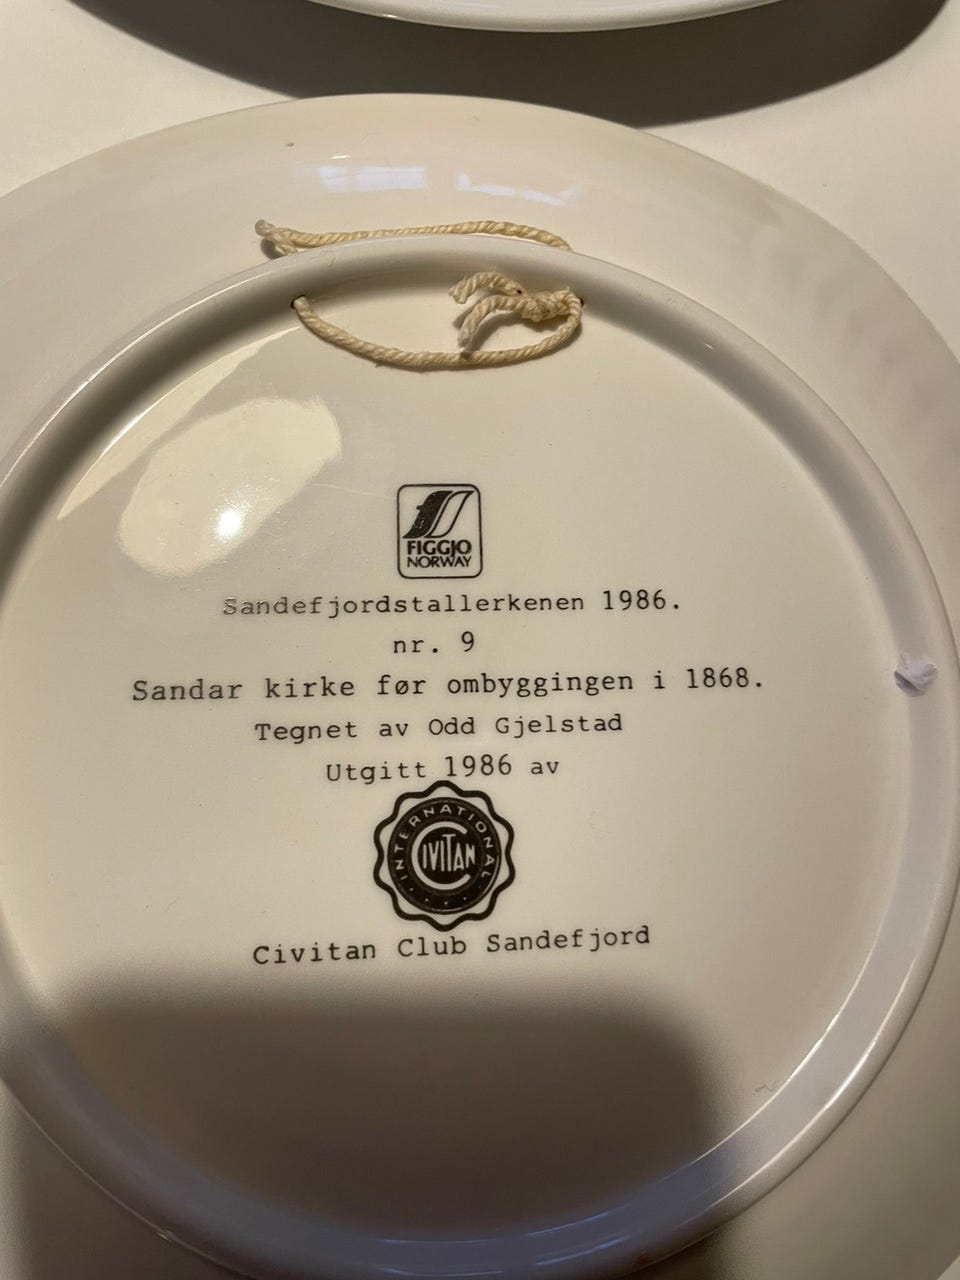 FIGGJO
NORWAY
Sandefjordstallerkenen 1986.
nr. 9
Sandar kirke før ombyggingen i 1868.
Tegnet av Odd Gjelstad
Utgitt 1986 av
INTERNATIONAL
CIVITAN
Civitan Club Sandefjord